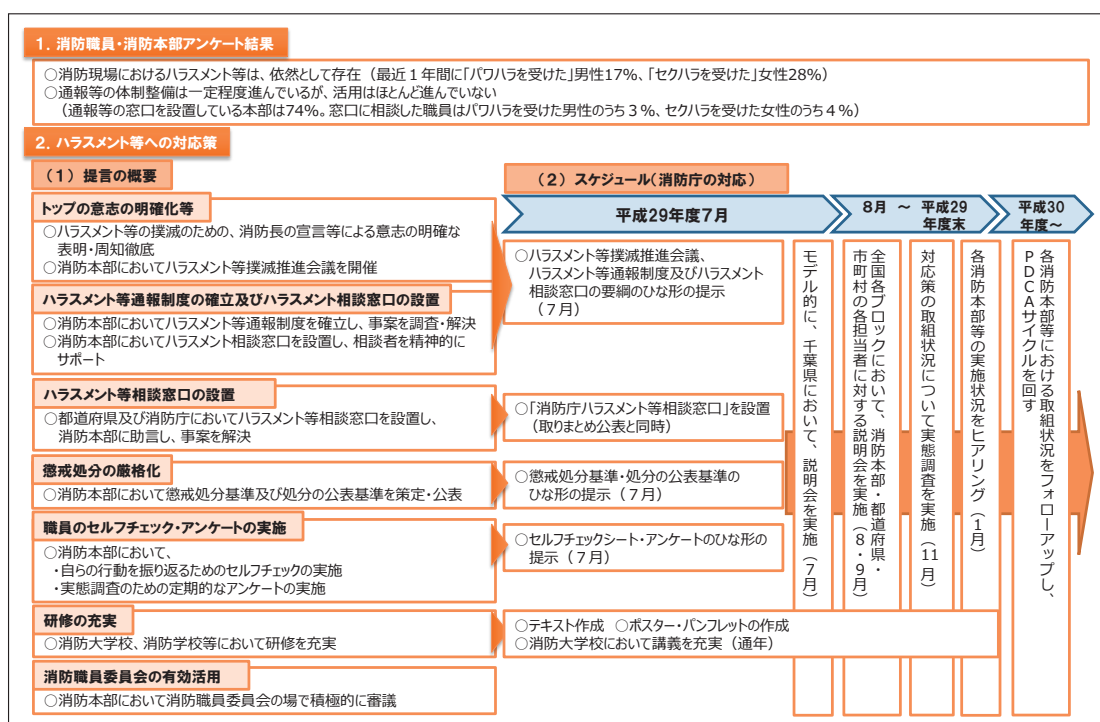 1. 消防職員・消防本部アンケート結果
○消防現場におけるハラスメント等は、依然として存在（最近１年間に「パワハラを受けた」男性17%、「セクハラを受けた」女性28%）
○通報等の体制整備は一定程度進んでいるが、活用はほとんど進んでいない
（通報等の窓口を設置している本部は74%。窓口に相談した職員はパワハラを受けた男性のうち３%、セクハラを受けた女性のうち４%）
2. ハラスメント等への対応策
（1）提言の概要
トップの意志の明確化等
○ハラスメント等の撲滅のための、消防長の宣言等による意志の明確な
表明・周知徹底
○消防本部においてハラスメント等撲滅推進会議を開催
ハラスメント等通報制度の確立及びハラスメント相談窓口の設置
○消防本部においてハラスメント等通報制度を確立し、事案を調査・解決
○消防本部においてハラスメント相談窓口を設置し、相談者を精神的に
サポート
ハラスメント等相談窓口の設置
○都道府県及び消防庁においてハラスメント等相談窓口を設置し、
消防本部に助言し、事案を解決
懲戒処分の厳格化
○消防本部において懲戒処分基準及び処分の公表基準を策定・公表
職員のセルフチェック・アンケートの実施
○消防本部において、
・自らの行動を振り返るためのセルフチェックの実施
・実態調査のための定期的なアンケートの実施
研修の充実
○消防大学校、消防学校等において研修を充実
消防職員委員会の有効活用
○消防本部において消防職員委員会の場で積極的に審議
（2）スケジュール（消防庁の対応）
平成29年度7月
8月 ～ 平成29
年度末
平成30
年度～
○ハラスメント等撲滅推進会議、
ハラスメント等通報制度及びハラスメント
相談窓口の要綱のひな形の提示
（７月）
○「消防庁ハラスメント等相談窓口」を設置
（取りまとめ公表と同時）
○懲戒処分基準・処分の公表基準の
ひな形の提示（７月）
○セルフチェックシート・アンケートのひな形の
提示（７月）
○テキスト作成 ○ポスター・パンフレットの作成
○消防大学校において講義を充実（通年）
モデル的に、千葉県において、説明会を実施（７月）
全国各ブロックにおいて、消防本部・都道府県・
市町村の各担当者に対する説明会を実施（８・９月）
対応策の取組状況について実態調査を実施（11月）
各消防本部等の実施状況をヒアリング（１月）
各消防本部等における取組状況をフォローアップし、
ＰＤＣＡサイクルを回す